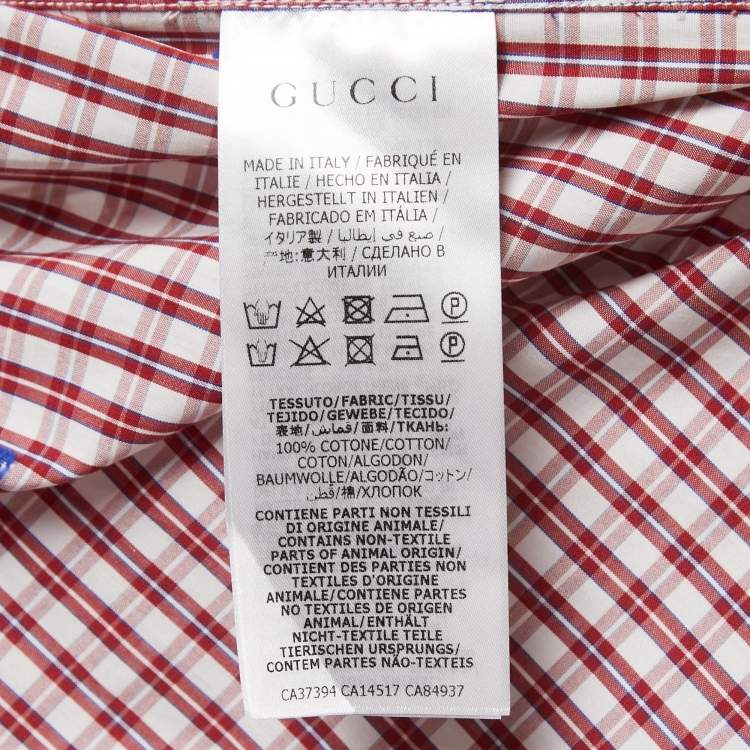 GUCCI
MADE IN ITALY / FABRIQUÉ EN
ITALIE / HECHO EN ITALIA /
HERGESTELLT IN ITALIEN /
FABRICADO EM ITÁLIA /
イタリア製 / صنع في إيطاليا /
产地:意大利 / СДЕЛАНО В
ИТАЛИИ
P
P
TESSUTO/FABRIC/TISSU/
TEJIDO/GEWEBE/TECIDO/
表地/قماش/面料/ТКАНЬ:
100% COTONE/COTTON/
COTON/ALGODON/
BAUMWOLLE/ALGODÃO/コットン/
قطن/棉/ХЛОПОК
CONTIENE PARTI NON TESSILI
DI ORIGINE ANIMALE/
CONTAINS NON-TEXTILE
PARTS OF ANIMAL ORIGIN/
CONTIENT DES PARTIES NON
TEXTILES D'ORIGINE
ANIMALE/CONTIENE PARTES
NO TEXTILES DE ORIGEN
ANIMAL/ENTHÄLT
NICHT-TEXTILE TEILE
TIERISCHEN URSPRUNGS/
CONTEM PARTES NÃO-TEXTEIS
CA37394 CA14517 CA84937